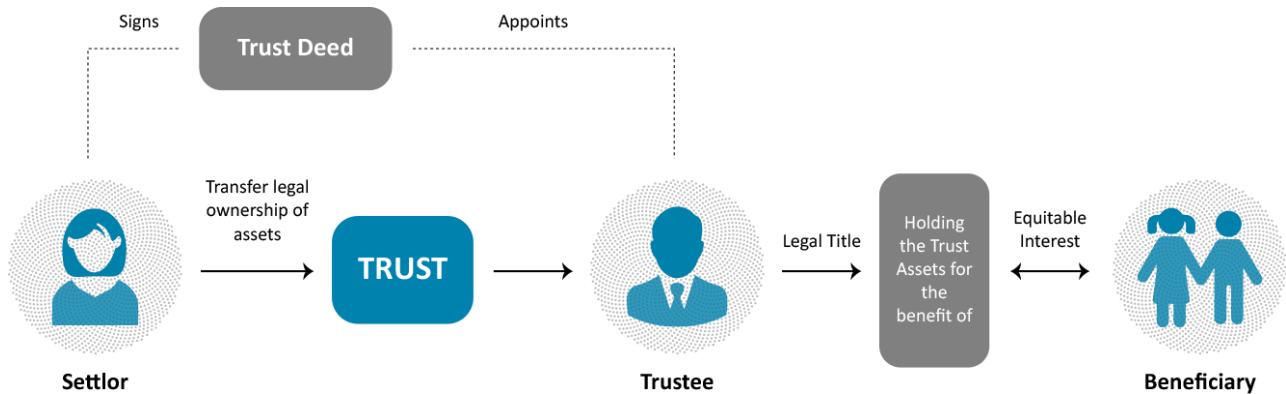 Signs
Trust Deed
Appoints
Transfer legal
ownership of
assets
TRUST
Legal Title
Holding
the Trust
Assets for
the
benefit of
Equitable
Interest
Settlor
Trustee
Beneficiary